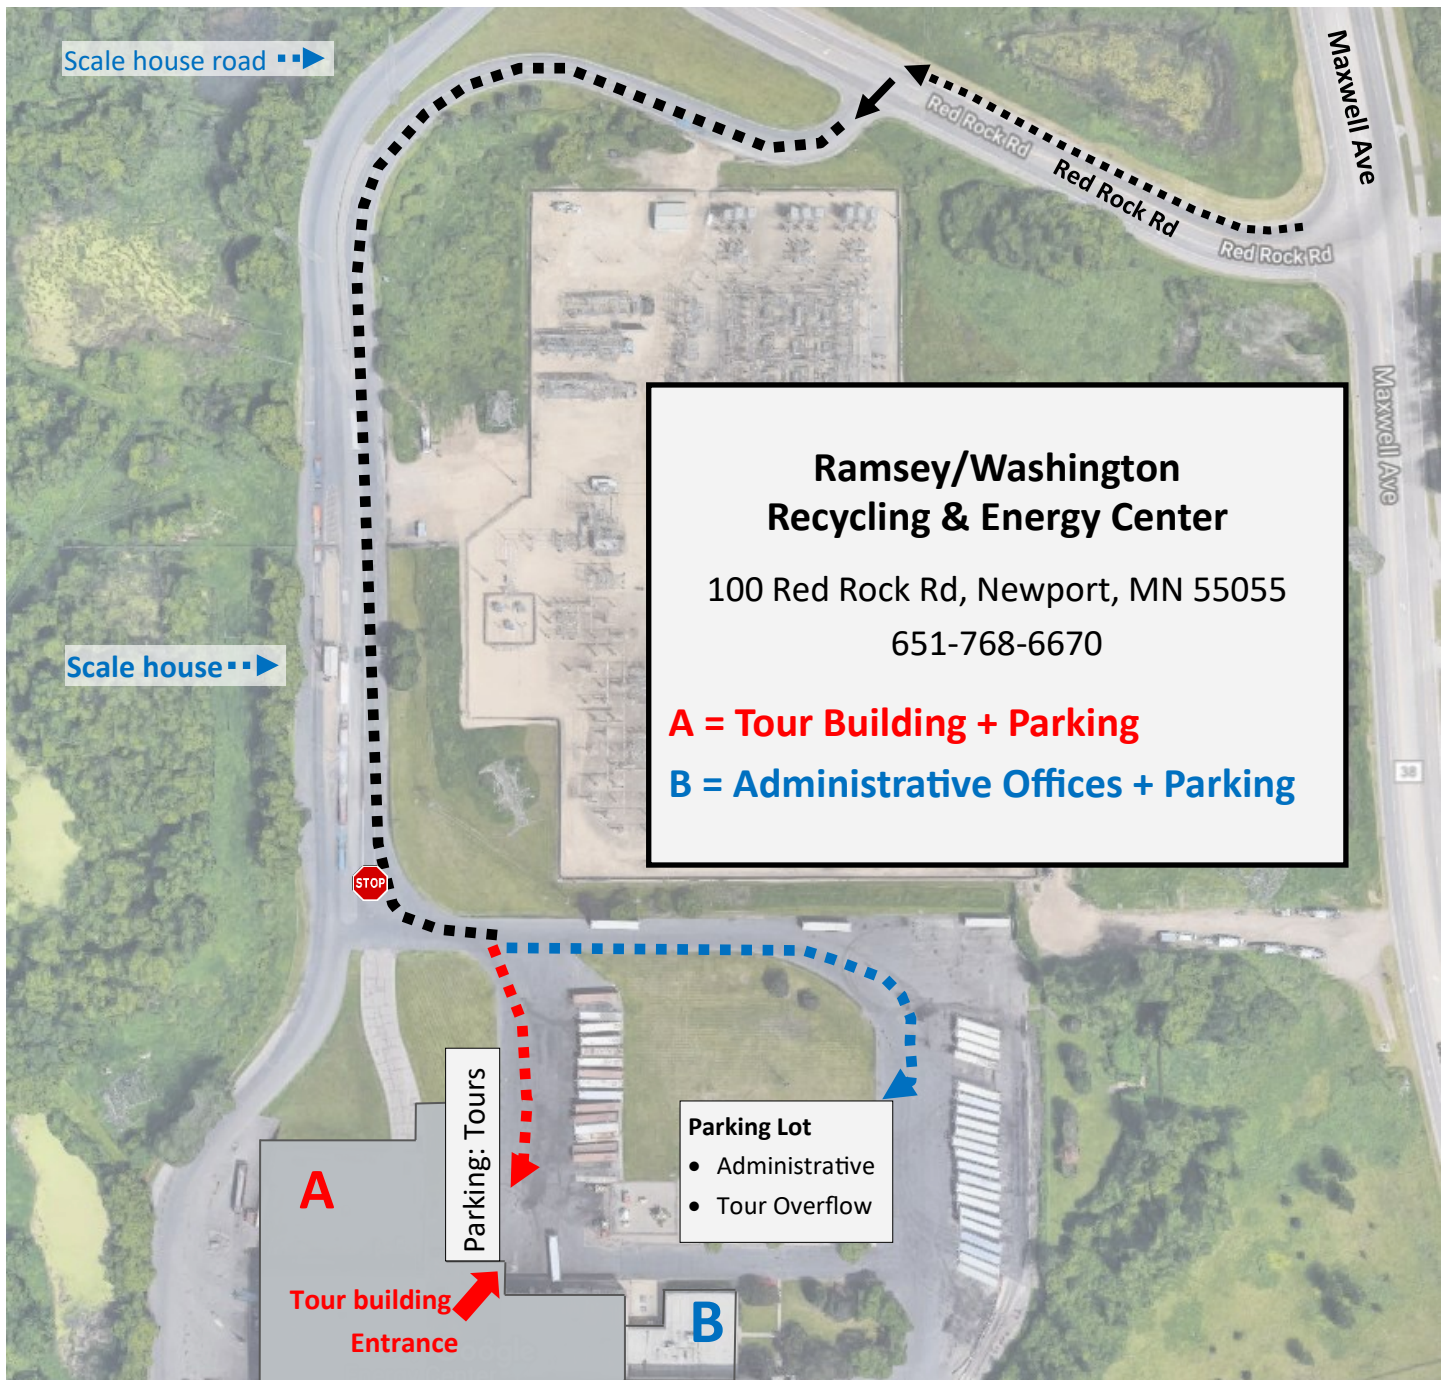 Scale house road
Maxwell Ave
Red Rock Rd
Red Rock Rd
Red Rock Rd
Maxwell Ave
Ramsey/Washington
Recycling & Energy Center
100 Red Rock Rd, Newport, MN 55055
651-768-6670
A = Tour Building + Parking
B = Administrative Offices + Parking
Scale house
38
STOP
Parking: Tours
Parking Lot
• Administrative
• Tour Overflow
A
Tour building
Entrance
B